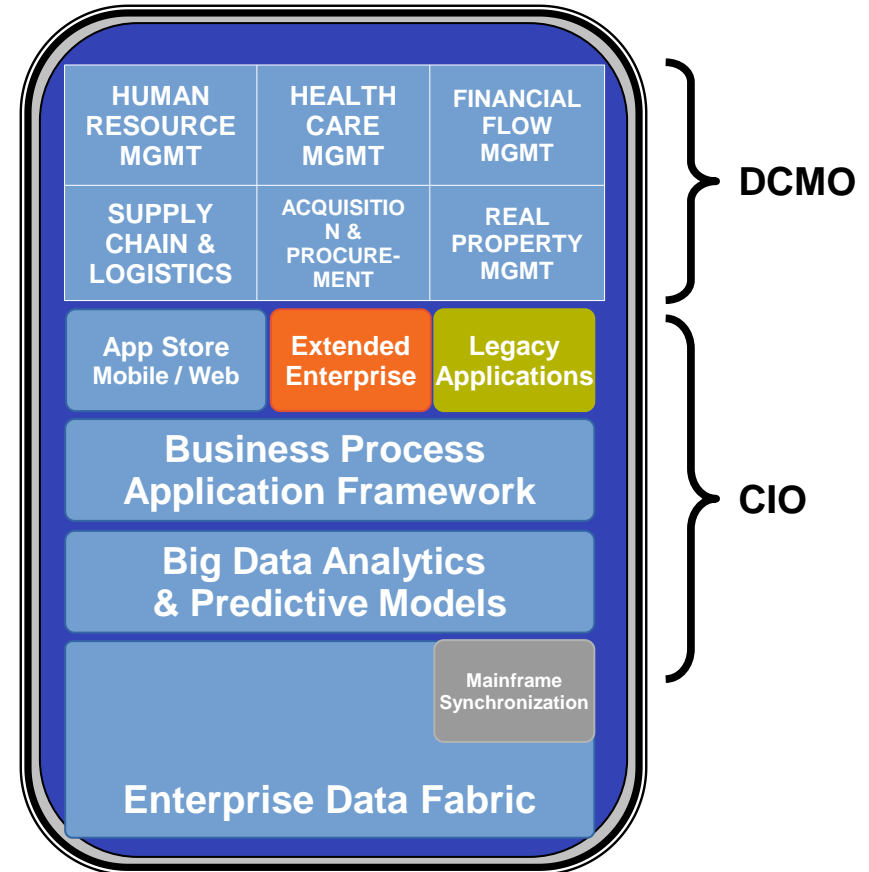 HUMAN
RESOURCE
MGMT
HEALTH
CARE
MGMT
FINANCIAL
FLOW
MGMT
SUPPLY
CHAIN &
LOGISTICS
ACQUISITIO
N &
PROCURE-
MENT
REAL
PROPERTY
MGMT
DCMO
App Store
Mobile / Web
Extended
Enterprise
Legacy
Applications
Business Process
Application Framework
CIO
Big Data Analytics
& Predictive Models
Mainframe
Synchronization
Enterprise Data Fabric